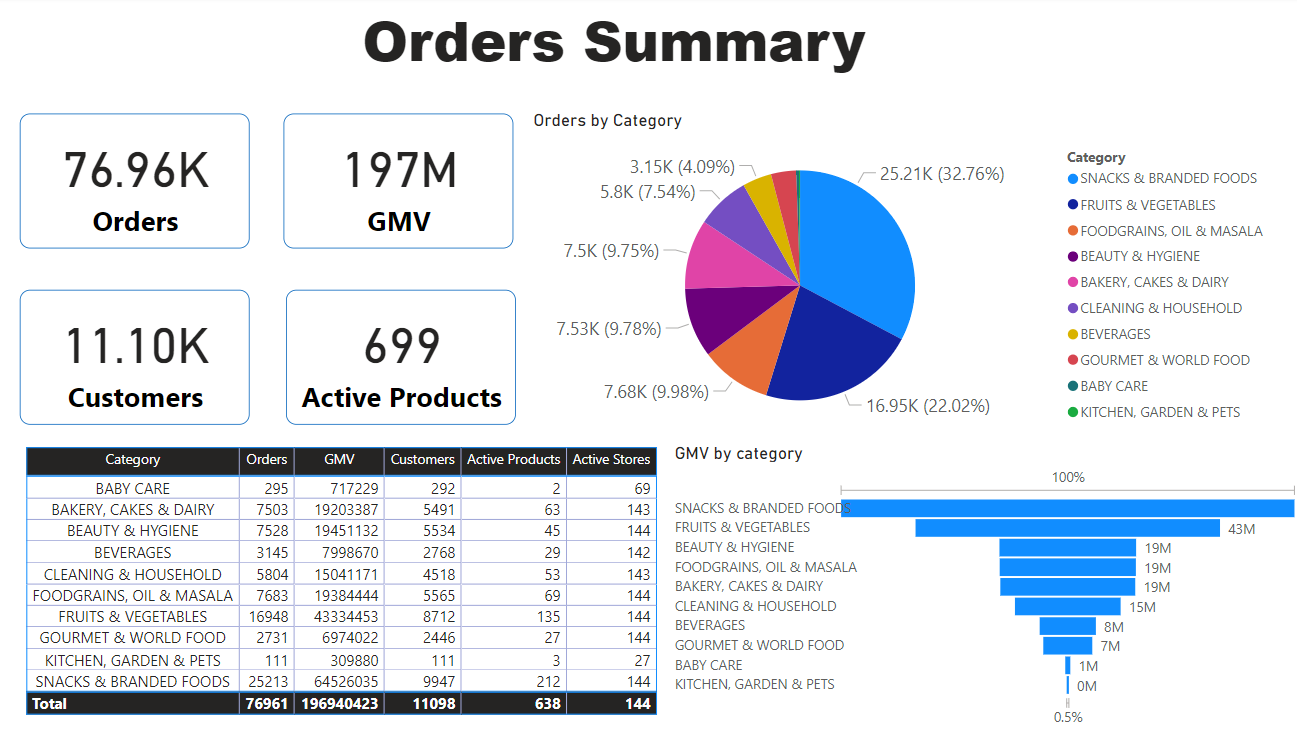 Orders Summary
76.96K
Orders
197M
GMV
11.10K
Customers
699
Active Products
Orders by Category
3.15K (4.09%)
5.8K (7.54%)
7.5K (9.75%)
7.53K (9.78%)
7.68K (9.98%)
25.21K (32.76%)
16.95K (22.02%)
Category
SNACKS & BRANDED FOODS
FRUITS & VEGETABLES
FOODGRAINS, OIL & MASALA
BEAUTY & HYGIENE
BAKERY, CAKES & DAIRY
CLEANING & HOUSEHOLD
BEVERAGES
GOURMET & WORLD FOOD
BABY CARE
KITCHEN, GARDEN & PETS
Category Orders GMV Customers Active Products Active Stores
BABY CARE 295 717229 292 2 69
BAKERY, CAKES & DAIRY 7503 19203387 5491 63 143
BEAUTY & HYGIENE 7528 19451132 5534 45 144
BEVERAGES 3145 7998670 2768 29 142
CLEANING & HOUSEHOLD 5804 15041171 4518 53 143
FOODGRAINS, OIL & MASALA 7683 19384444 5565 69 144
FRUITS & VEGETABLES 16948 43334453 8712 135 144
GOURMET & WORLD FOOD 2731 6974022 2446 27 144
KITCHEN, GARDEN & PETS 111 309880 111 3 27
SNACKS & BRANDED FOODS 25213 64526035 9947 212 144
Total 76961 196940423 11098 638 144
GMV by category
100%
SNACKS & BRANDED FOODS
FRUITS & VEGETABLES 43M
BEAUTY & HYGIENE 19M
FOODGRAINS, OIL & MASALA 19M
BAKERY, CAKES & DAIRY 19M
CLEANING & HOUSEHOLD 15M
BEVERAGES 8M
GOURMET & WORLD FOOD 7M
BABY CARE 1M
KITCHEN, GARDEN & PETS 0M
0.5%